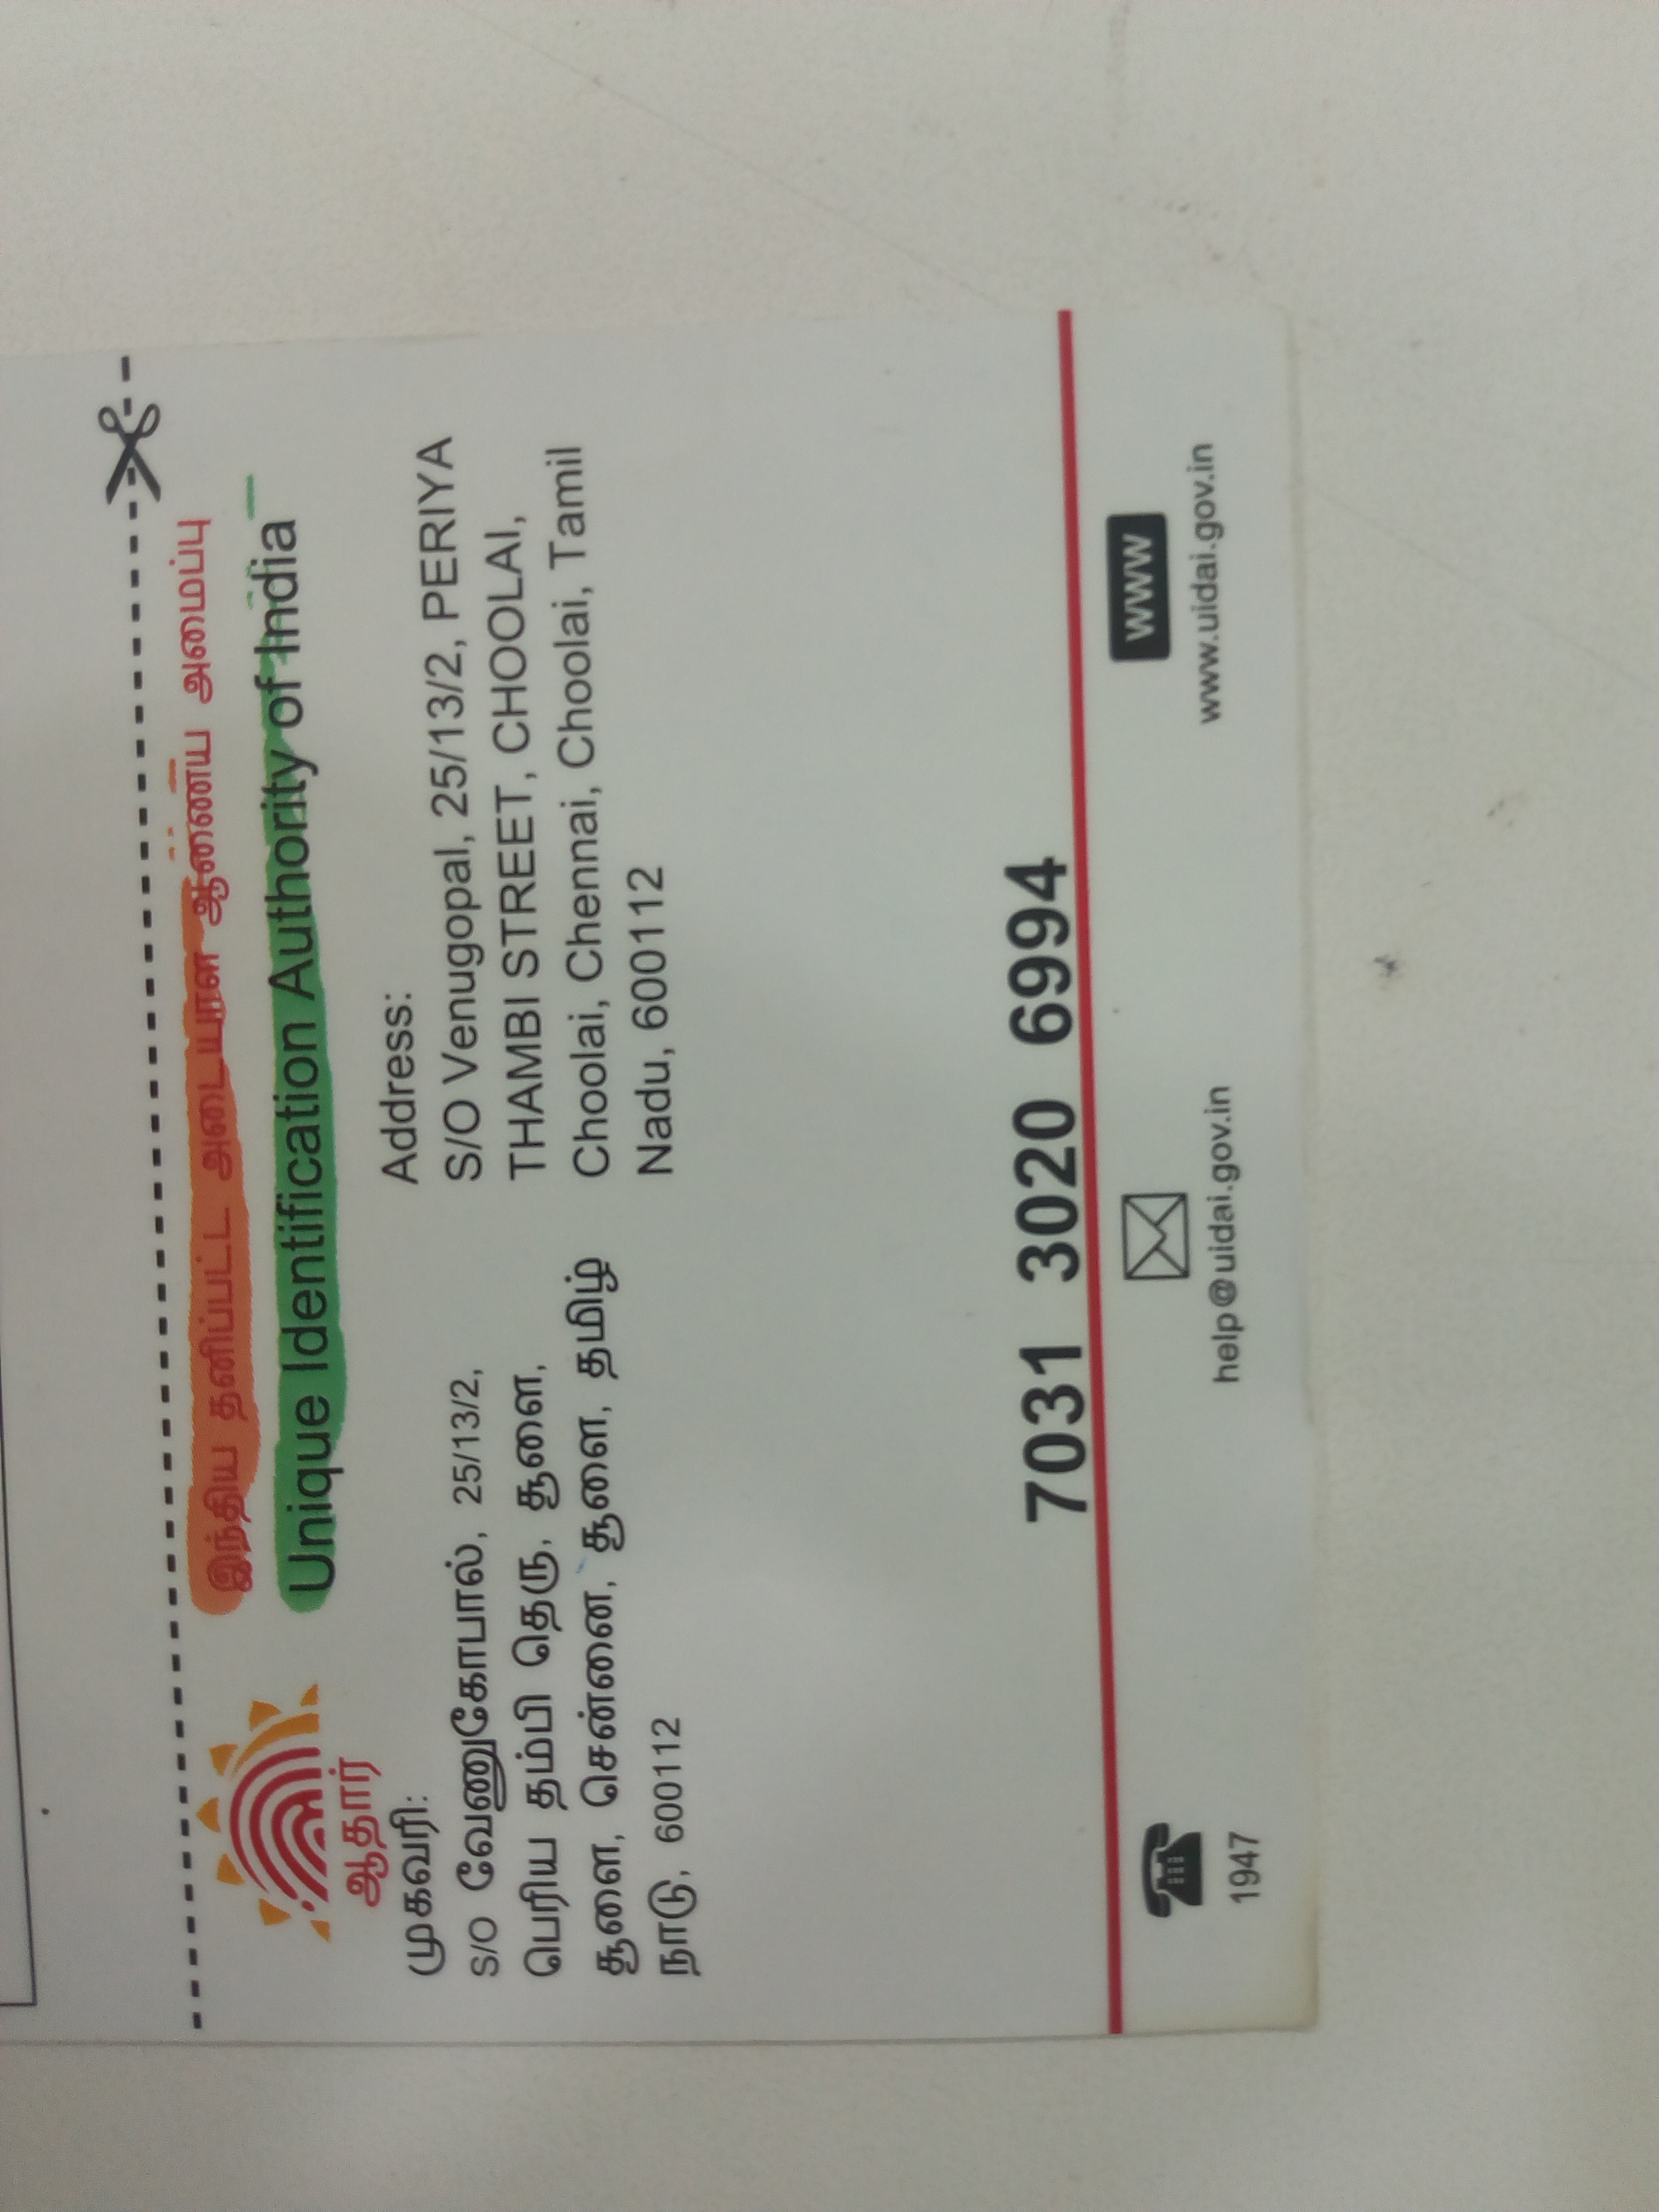 இந்திய தனிப்பட்ட அடையாள ஆணைய அமைப்பு
Unique Identification Authority of India
ஆதார்
முகவரி:
S/O வேணுகோபால், 25/13/2,
பெரிய தம்பி தெரு, சூளை,
சூளை, சென்னை, சூளை, தமிழ்
நாடு, 600112
Address:
S/O Venugopal, 25/13/2, PERIYA
THAMBI STREET, CHOOLAI,
Choolai, Chennai, Choolai, Tamil
Nadu, 600112
7031 3020 6994
1947
help@uidai.gov.in
WWW
www.uidai.gov.in